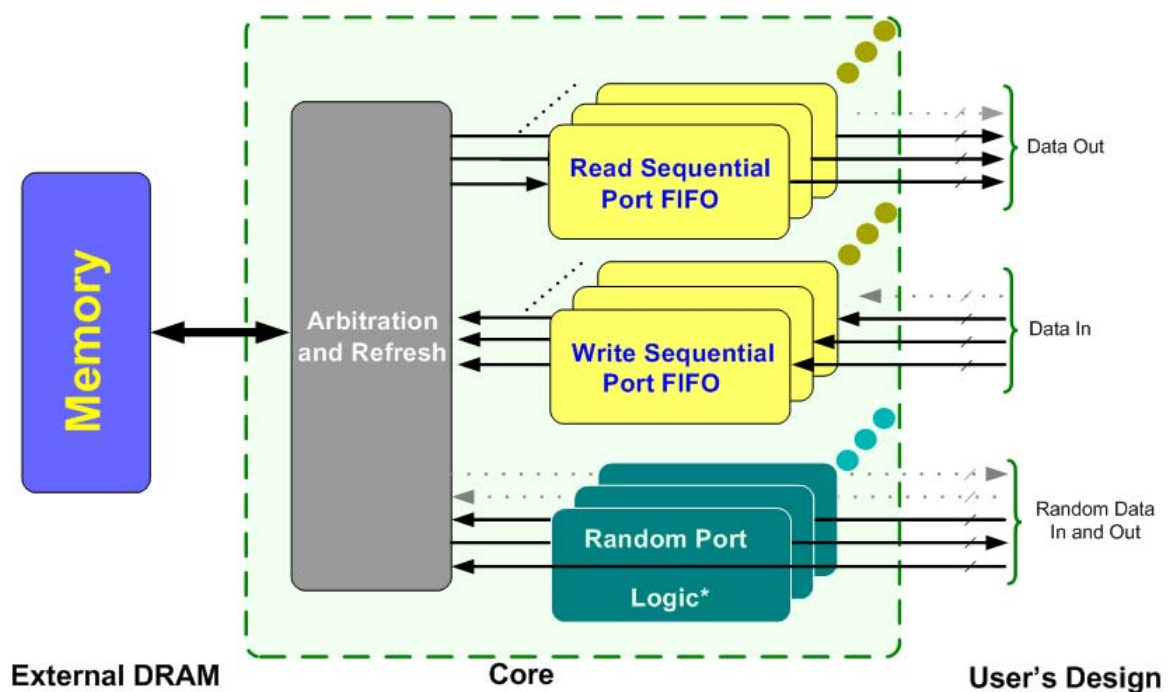 Memory
Arbitration
and Refresh
Read Sequential
Port FIFO
Data Out
Write Sequential
Port FIFO
Data In
Random Port
Logic*
Random Data
In and Out
External DRAM
Core
User's Design